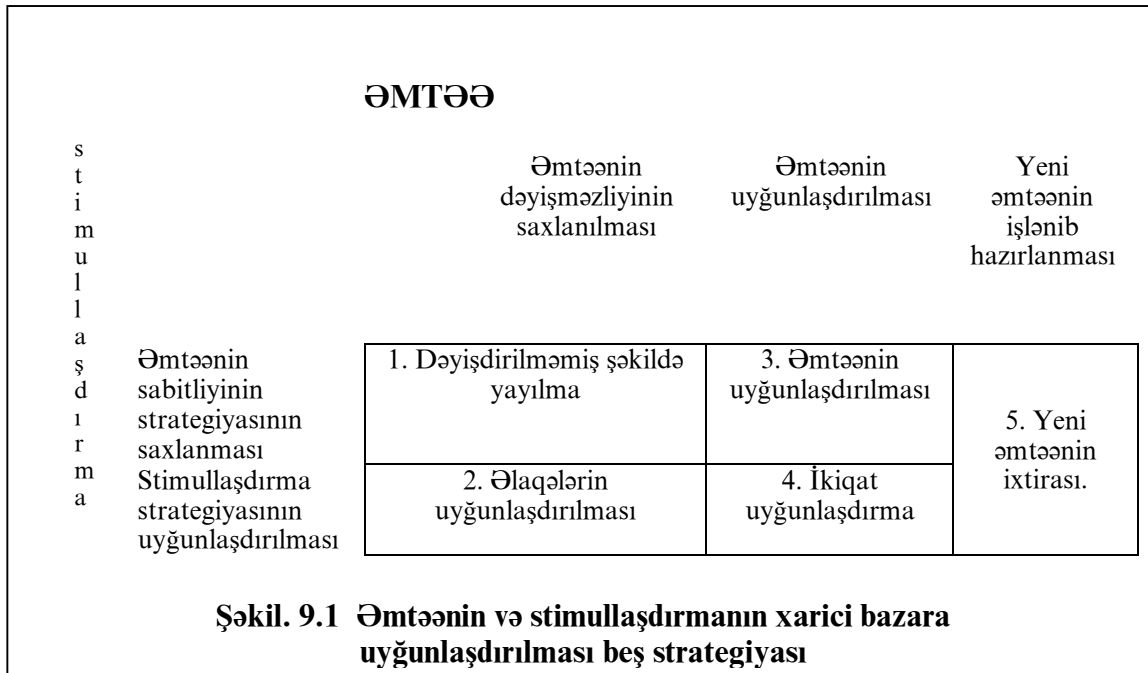 ƏMTƏƏ
stimullaşdırma
Əmtəənin
dəyişməzliyinin
saxlanılması
Əmtəənin
uyğunlaşdırılması
Yeni
əmtəənin
işlənib
hazırlanması
Əmtəənin
sabitliyinin
strategiyasının
saxlanması
1. Dəyişdirilməmiş şəkildə
yayılma
3. Əmtəənin
uyğunlaşdırılması
5. Yeni
əmtəənin
ixtirası.
Stimullaşdırma
strategiyasının
uyğunlaşdırılması
2. Əlaqələrin
uyğunlaşdırılması
4. İkiqat
uyğunlaşdırma
Şəkil. 9.1 Əmtəənin və stimullaşdırmanın xarici bazara
uyğunlaşdırılması beş strategiyası